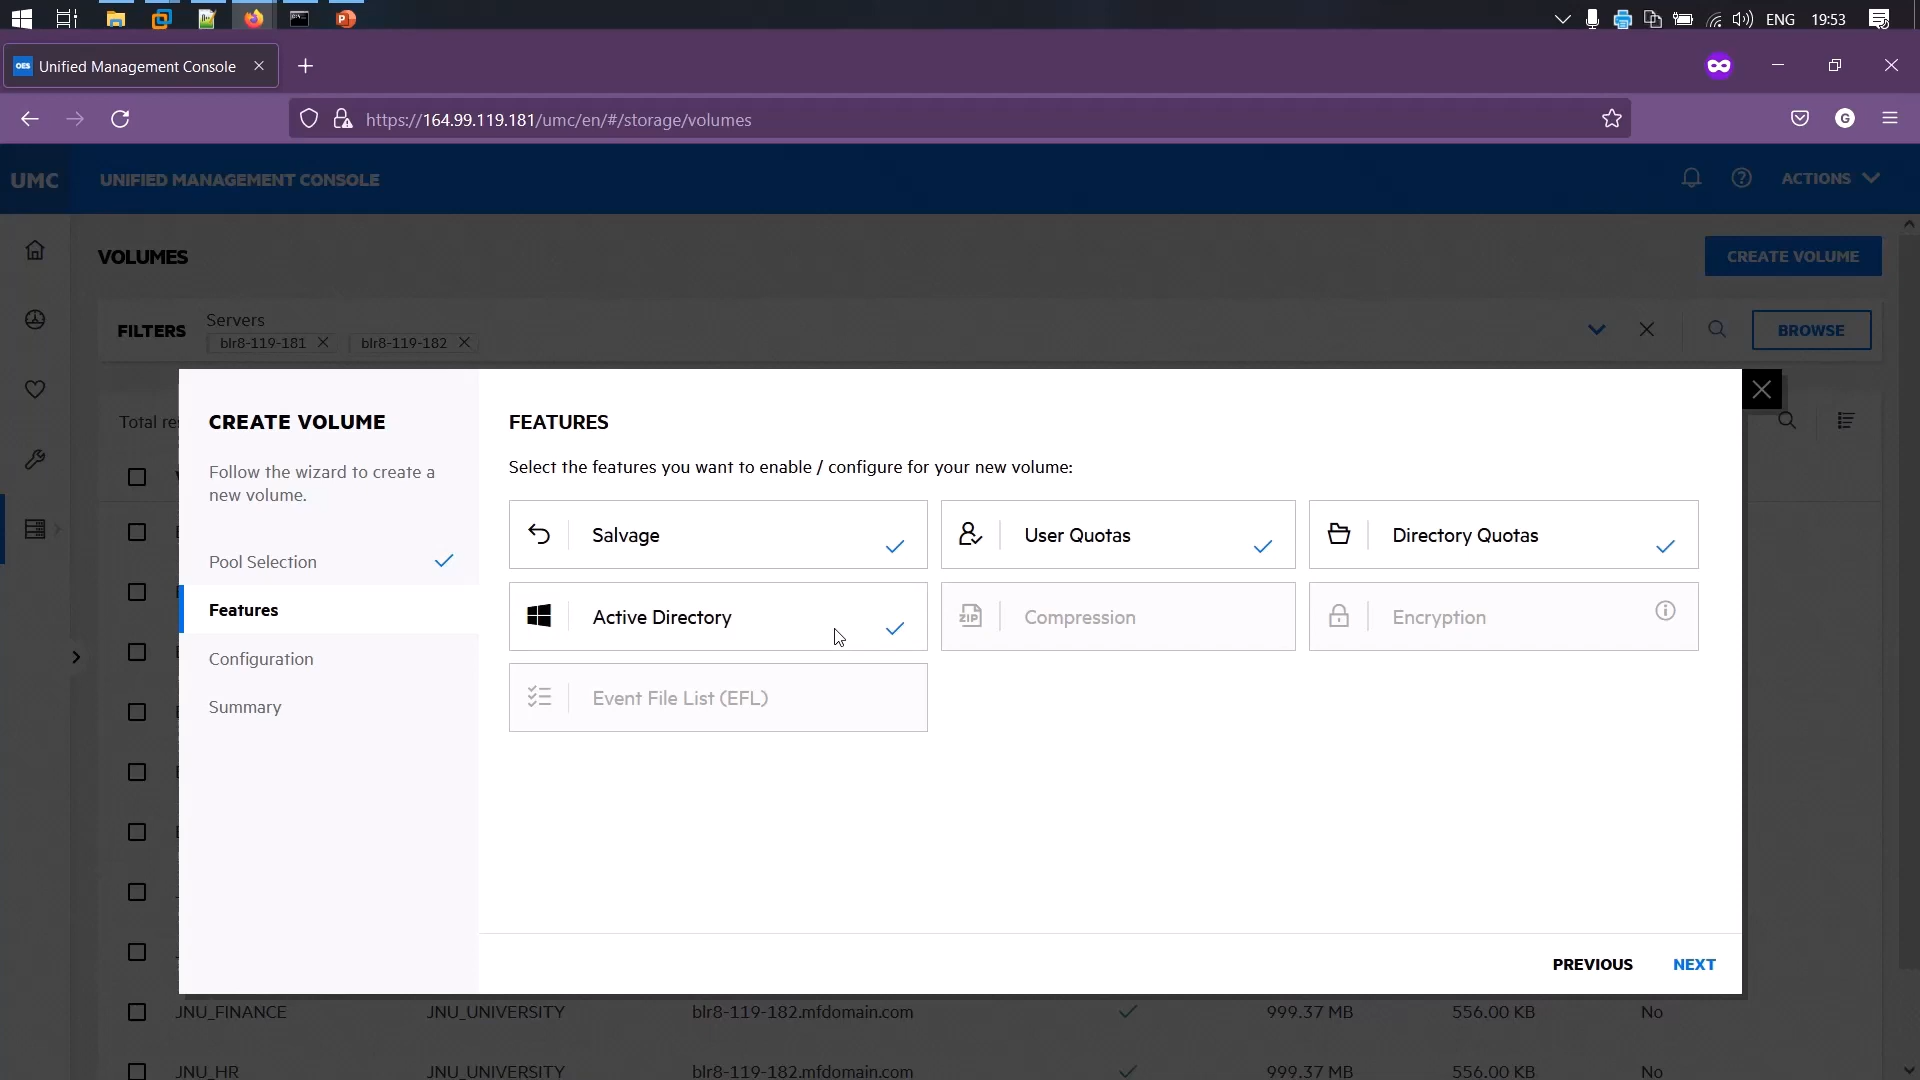 ENG 19:53
OES Unified Management Console
https://164.99.119.181/umc/en/#/storage/volumes
G
UMC UNIFIED MANAGEMENT CONSOLE
ACTIONS
VOLUMES
CREATE VOLUME
FILTERS
Servers
blr8-119-181
blr8-119-182
BROWSE
CREATE VOLUME
Follow the wizard to create a
new volume.
Pool Selection
Features
Configuration
Summary
FEATURES
Select the features you want to enable / configure for your new volume:
Salvage
User Quotas
Directory Quotas
Active Directory
ZIP Compression
Encryption
Event File List (EFL)
PREVIOUS
NEXT
Total
JNU_FINANCE JNU_UNIVERSITY blr8-119-182.mfdomain.com 999.37 MB 556.00 KB No
JNU_HR JNU_UNIVERSITY blr8-119-182.mfdomain.com 999.37 MB 556.00 KB No